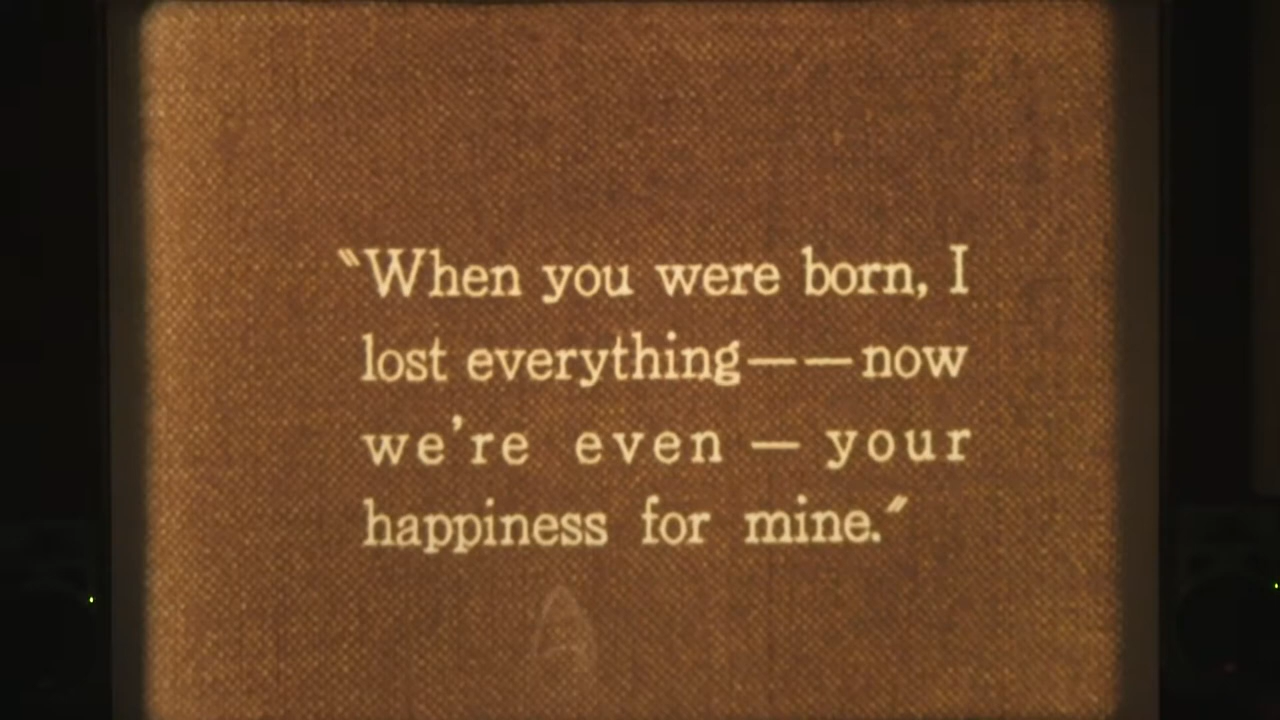 "When you were born, I
lost everything——now
we're even — your
happiness for mine."